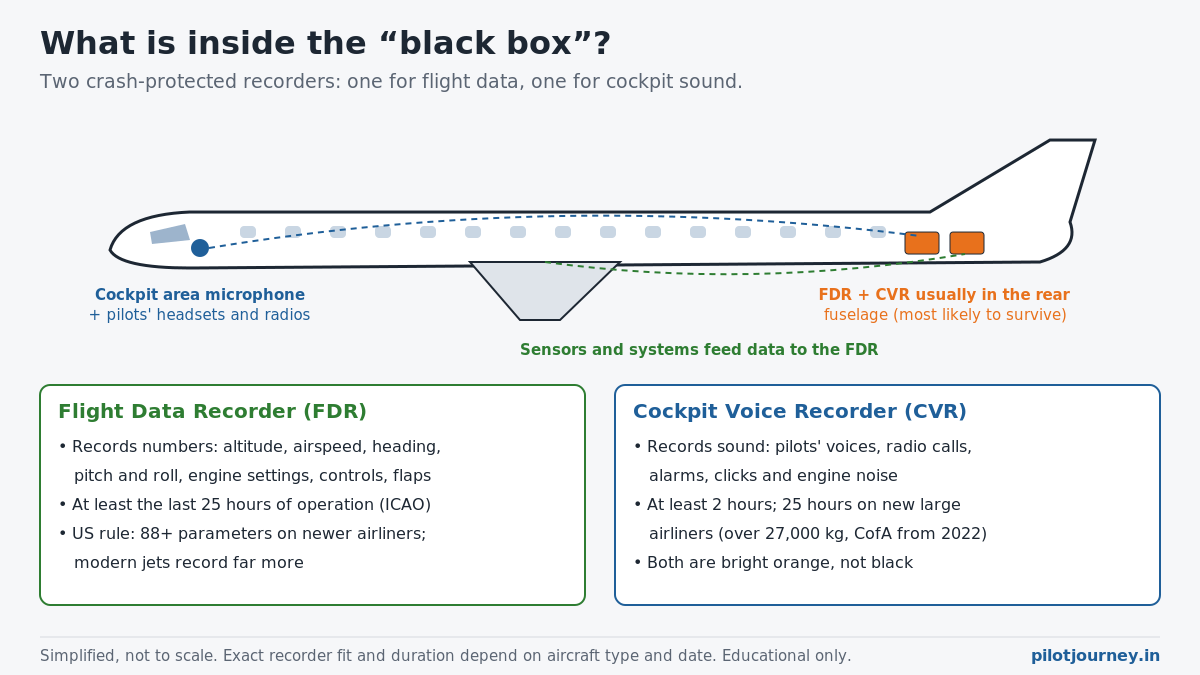 What is inside the “black box”?
Two crash-protected recorders: one for flight data, one for cockpit sound.
Cockpit area microphone
+ pilots' headsets and radios
FDR + CVR usually in the rear
fuselage (most likely to survive)
Sensors and systems feed data to the FDR
Flight Data Recorder (FDR)
• Records numbers: altitude, airspeed, heading,
pitch and roll, engine settings, controls, flaps
• At least the last 25 hours of operation (ICAO)
• US rule: 88+ parameters on newer airliners;
modern jets record far more
Cockpit Voice Recorder (CVR)
• Records sound: pilots' voices, radio calls,
alarms, clicks and engine noise
• At least 2 hours; 25 hours on new large
airliners (over 27,000 kg, CofA from 2022)
• Both are bright orange, not black
Simplified, not to scale. Exact recorder fit and duration depend on aircraft type and date. Educational only.
pilotjourney.in